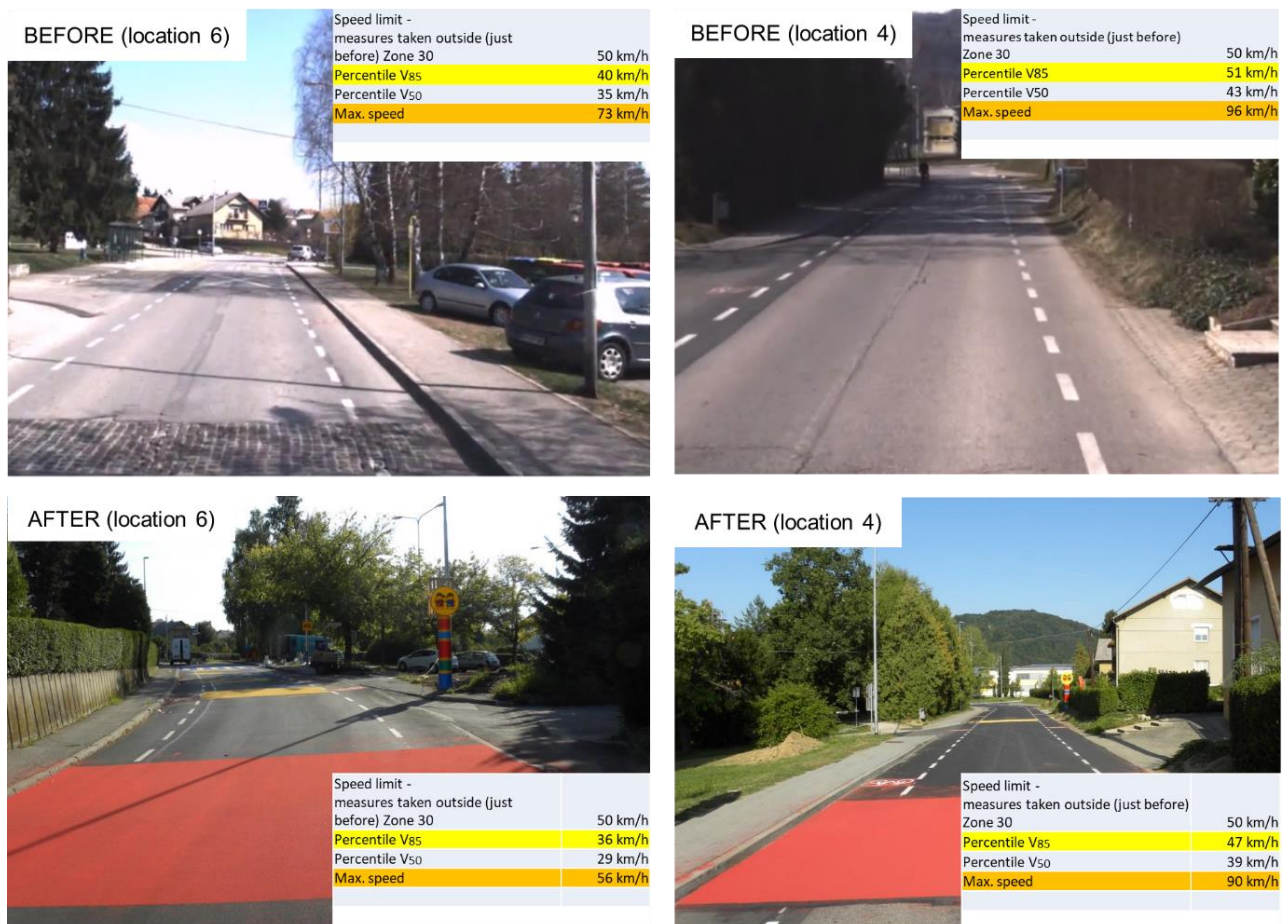 BEFORE (location 6)
Speed limit -
measures taken outside (just
before) Zone 30 50 km/h
Percentile V85 40 km/h
Percentile V50 35 km/h
Max. speed 73 km/h
BEFORE (location 4)
Speed limit -
measures taken outside (just before)
Zone 30 50 km/h
Percentile V85 51 km/h
Percentile V50 43 km/h
Max. speed 96 km/h
AFTER (location 6)
Speed limit -
measures taken outside (just
before) Zone 30 50 km/h
Percentile V85 36 km/h
Percentile V50 29 km/h
Max. speed 56 km/h
AFTER (location 4)
Speed limit -
measures taken outside (just before)
Zone 30 50 km/h
Percentile V85 47 km/h
Percentile V50 39 km/h
Max. speed 90 km/h